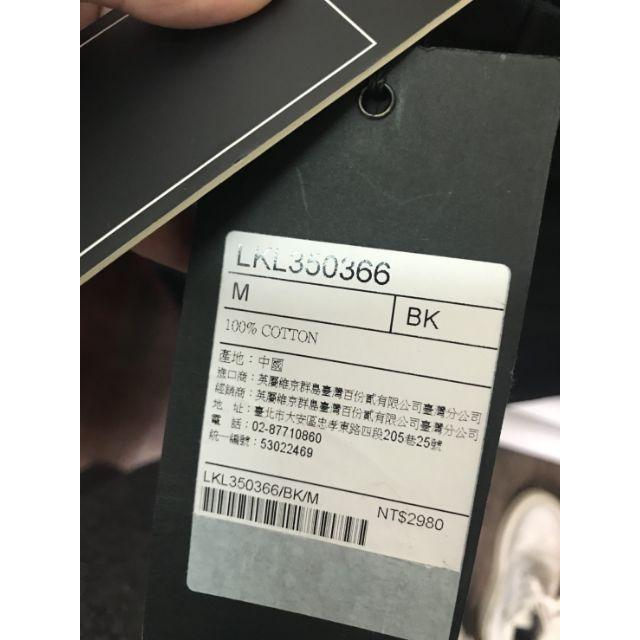 LKL350366
M
BK
100% COTTON
產地：中國
進口商：英屬維京群島臺灣百份貳有限公司臺灣分公司
經銷商：英屬維京群島臺灣百份貳有限公司臺灣分公司
地 址：臺北市大安區忠孝東路四段205巷25號
電 話：02-87710860
統一編號：53022469
LKL350366/BK/M
NT$2980